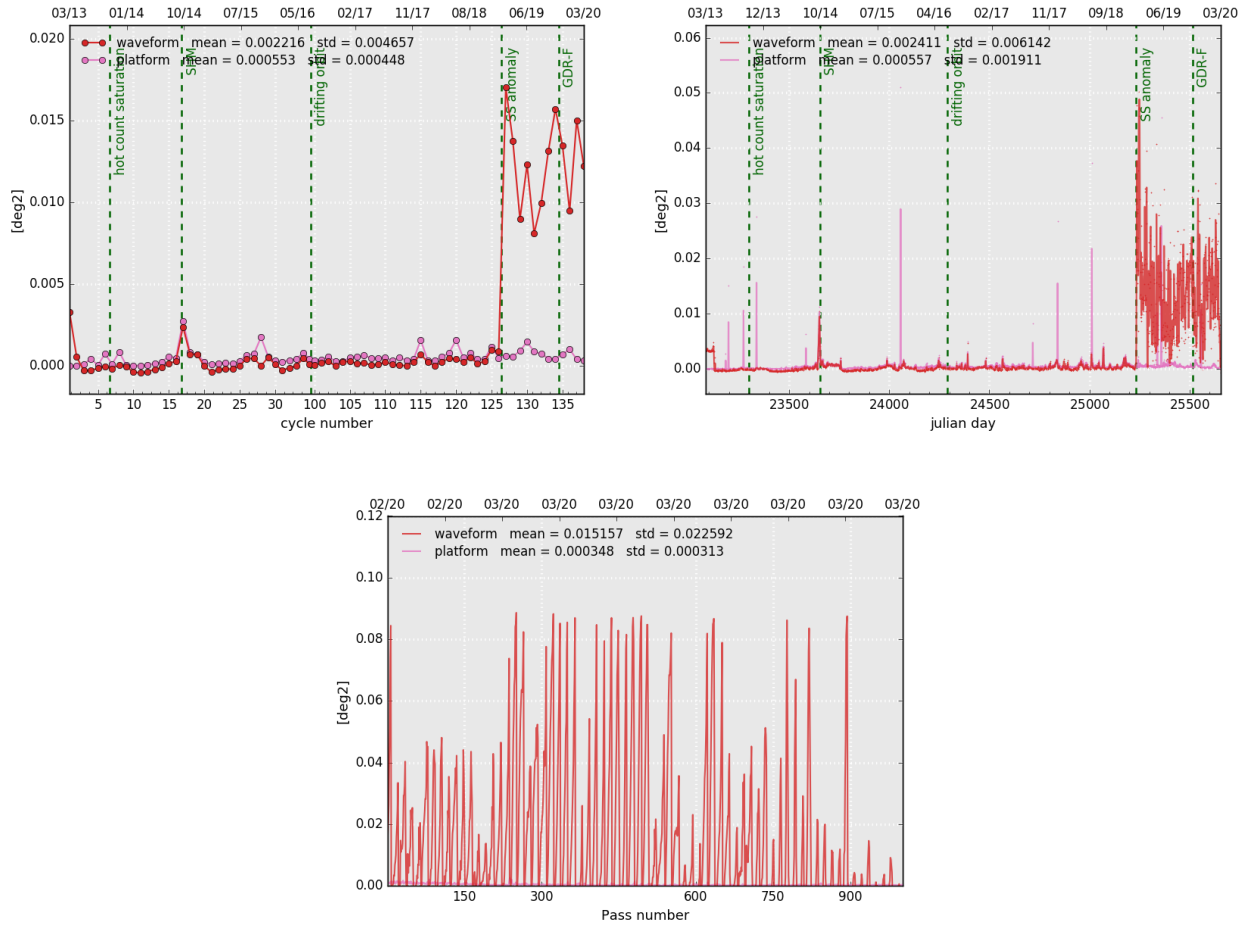 03/13 01/14 10/14 07/15 05/16 02/17 11/17 08/18 06/19 03/20
0.020
0.015
0.010
0.005
0.000
[deg2]
waveform mean = 0.002216 std = 0.004657
platform mean = 0.000553 std = 0.000448
hot count saturation
SHM
drifting orbit
SS anomaly
GDR-F
5 10 15 20 25 30 100 105 110 115 120 125 130 135
cycle number
03/13 12/13 10/14 07/15 04/16 02/17 11/17 09/18 06/19 03/20
0.06
0.05
0.04
0.03
0.02
0.01
0.00
[deg2]
waveform mean = 0.002411 std = 0.006142
platform mean = 0.000557 std = 0.001911
hot count saturation
SHM
drifting orbit
SS anomaly
GDR-F
23500 24000 24500 25000 25500
julian day
02/20 02/20 03/20 03/20 03/20 03/20 03/20 03/20 03/20 03/20
0.12
0.10
0.08
0.06
0.04
0.02
0.00
[deg2]
waveform mean = 0.015157 std = 0.022592
platform mean = 0.000348 std = 0.000313
150 300 600 750 900
Pass number